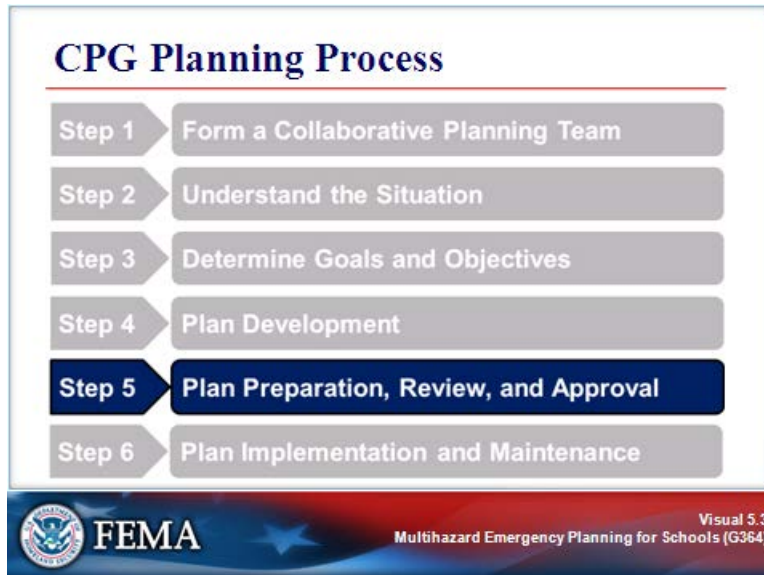 CPG Planning Process
Step 1 Form a Collaborative Planning Team
Step 2 Understand the Situation
Step 3 Determine Goals and Objectives
Step 4 Plan Development
Step 5 Plan Preparation, Review, and Approval
Step 6 Plan Implementation and Maintenance
FEMA
Visual 5.3
Multihazard Emergency Planning for Schools (G364)